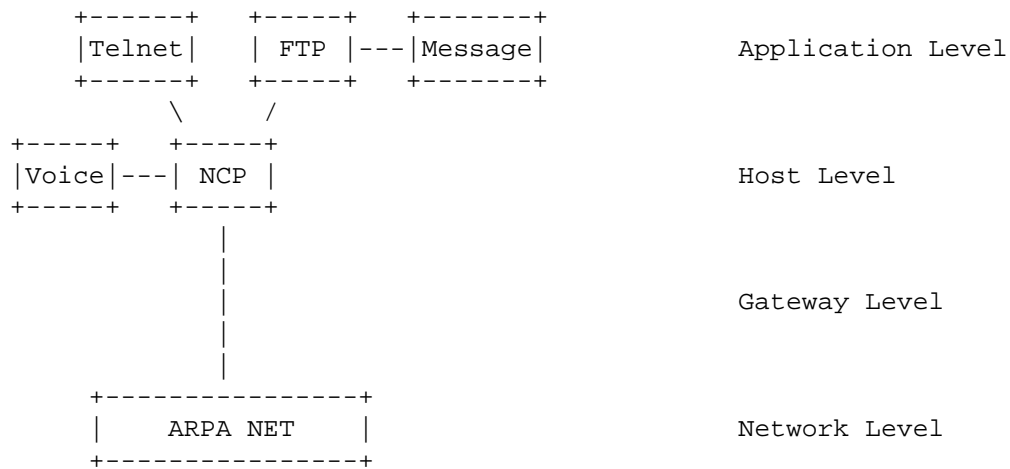 Telnet FTP Message Application Level
Voice NCP Host Level
Gateway Level
ARPA NET Network Level